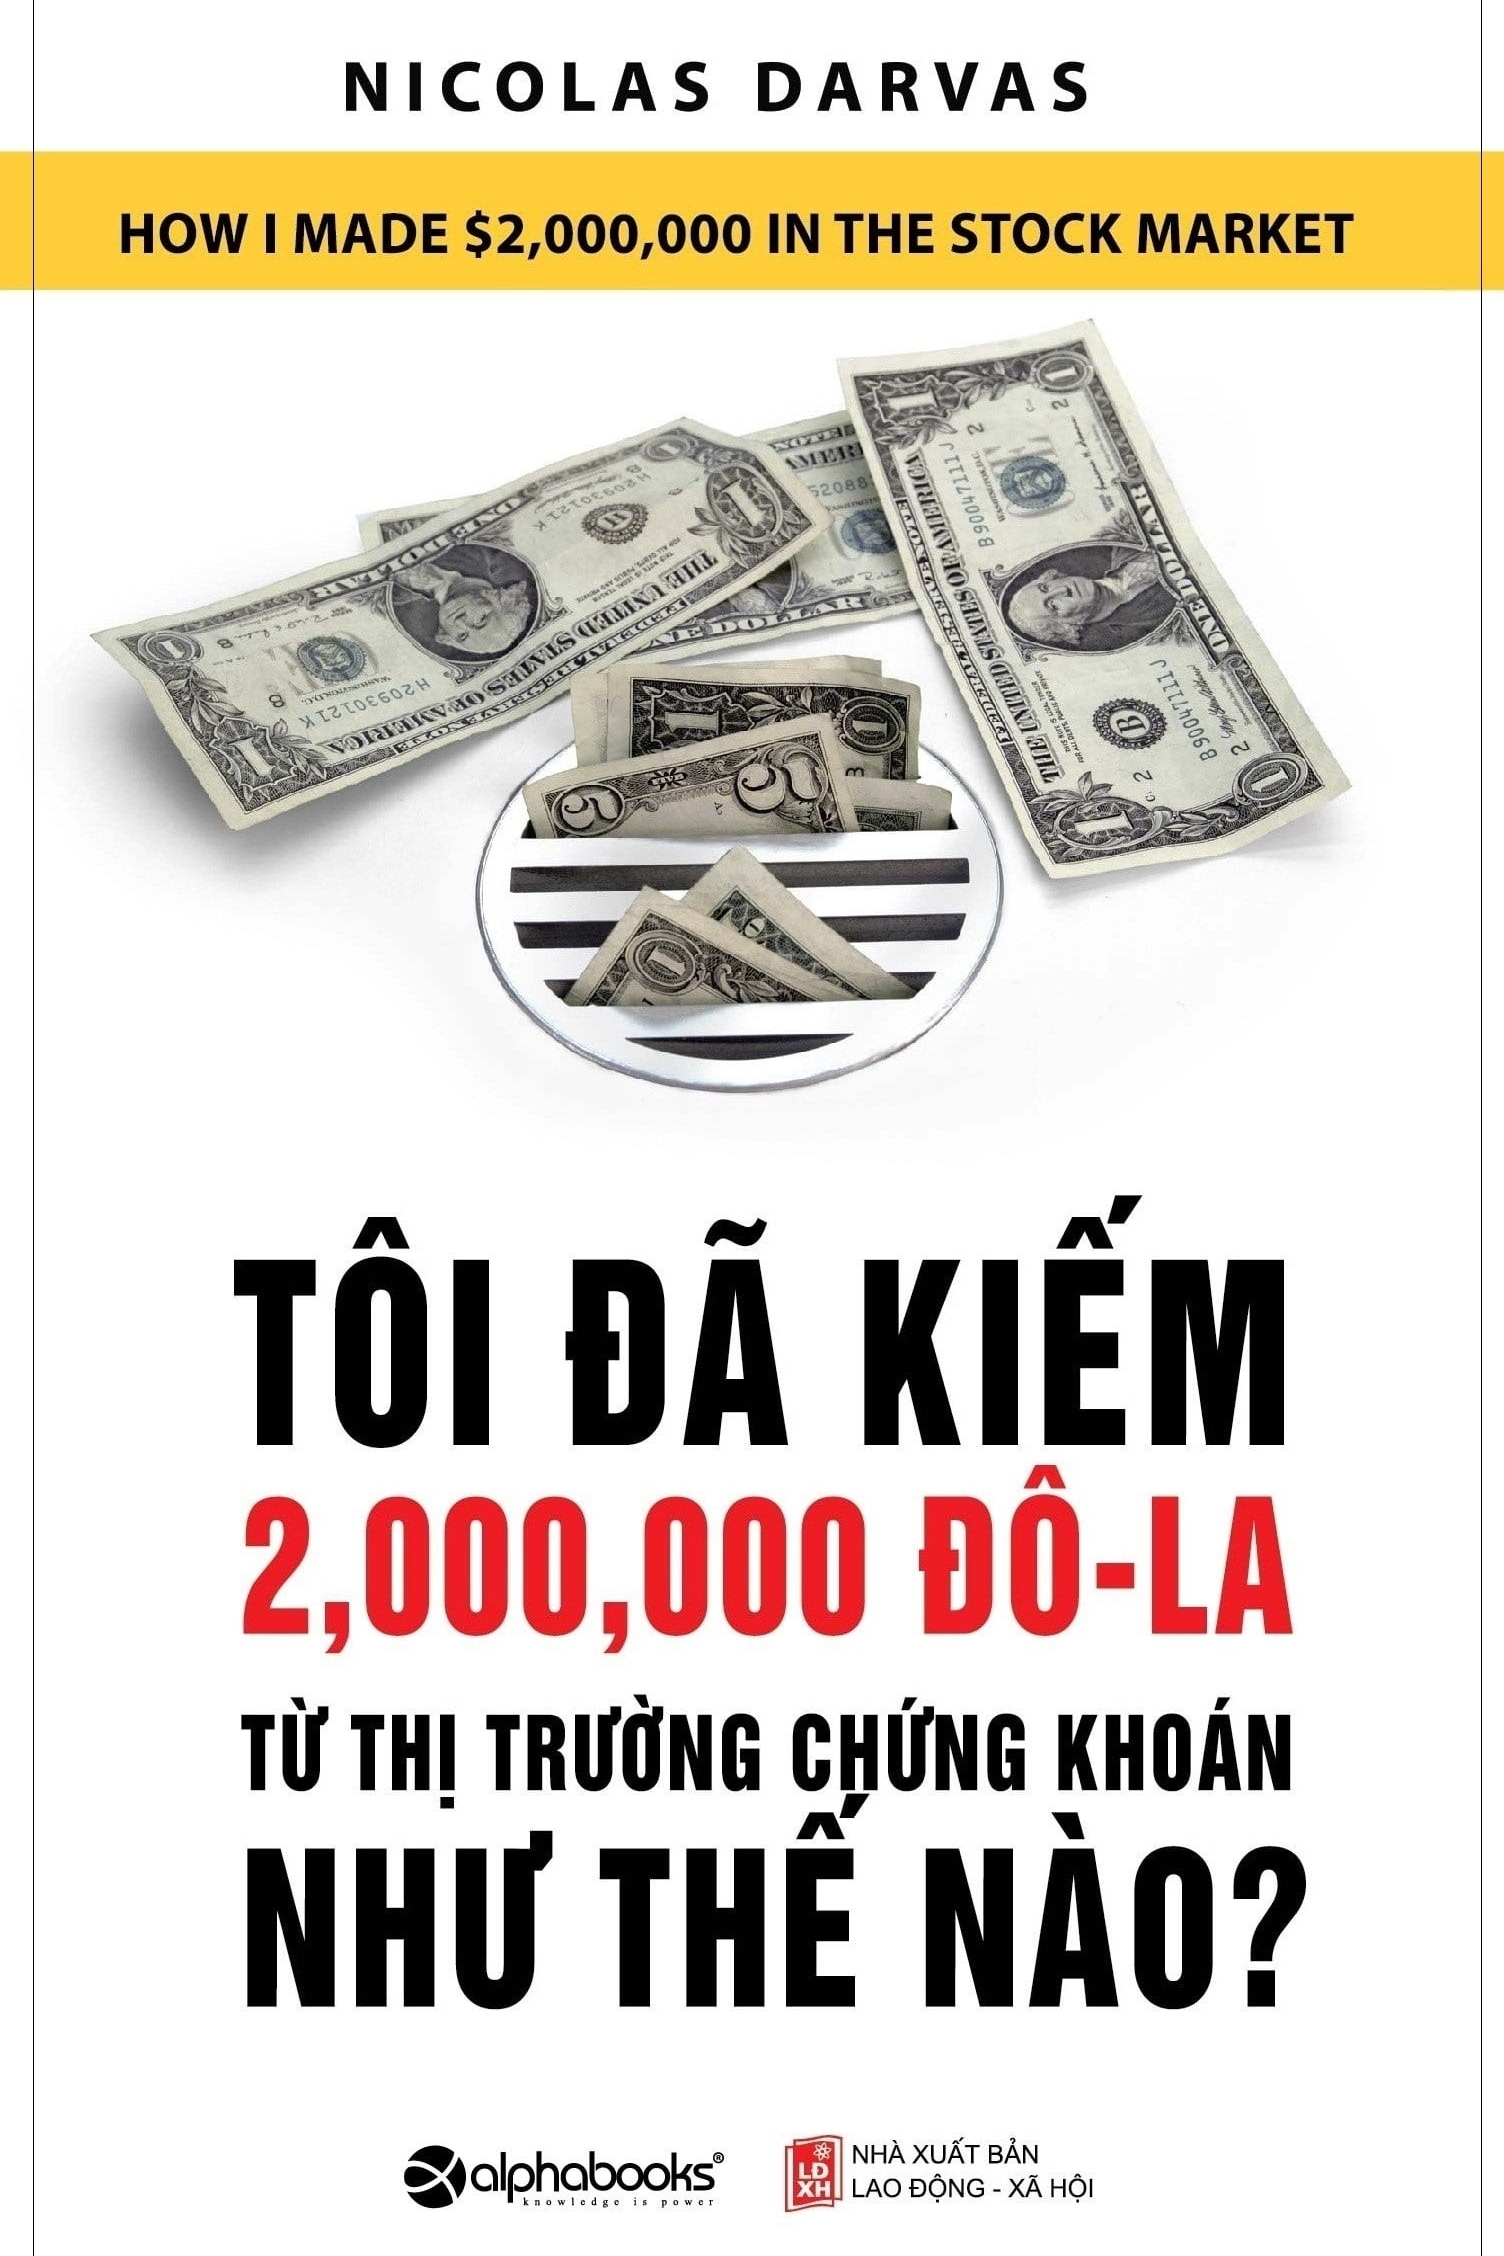 NICOLAS DARVAS
HOW I MADE $2,000,000 IN THE STOCK MARKET
TÔI ĐÃ KIẾM
2,000,000 ĐÔ-LA
TỪ THỊ TRƯỜNG CHỨNG KHOÁN
NHƯ THẾ NÀO?
alphabooks®
knowledge is power
LĐ
XH
NHÀ XUẤT BẢN
LAO ĐỘNG - XÃ HỘI